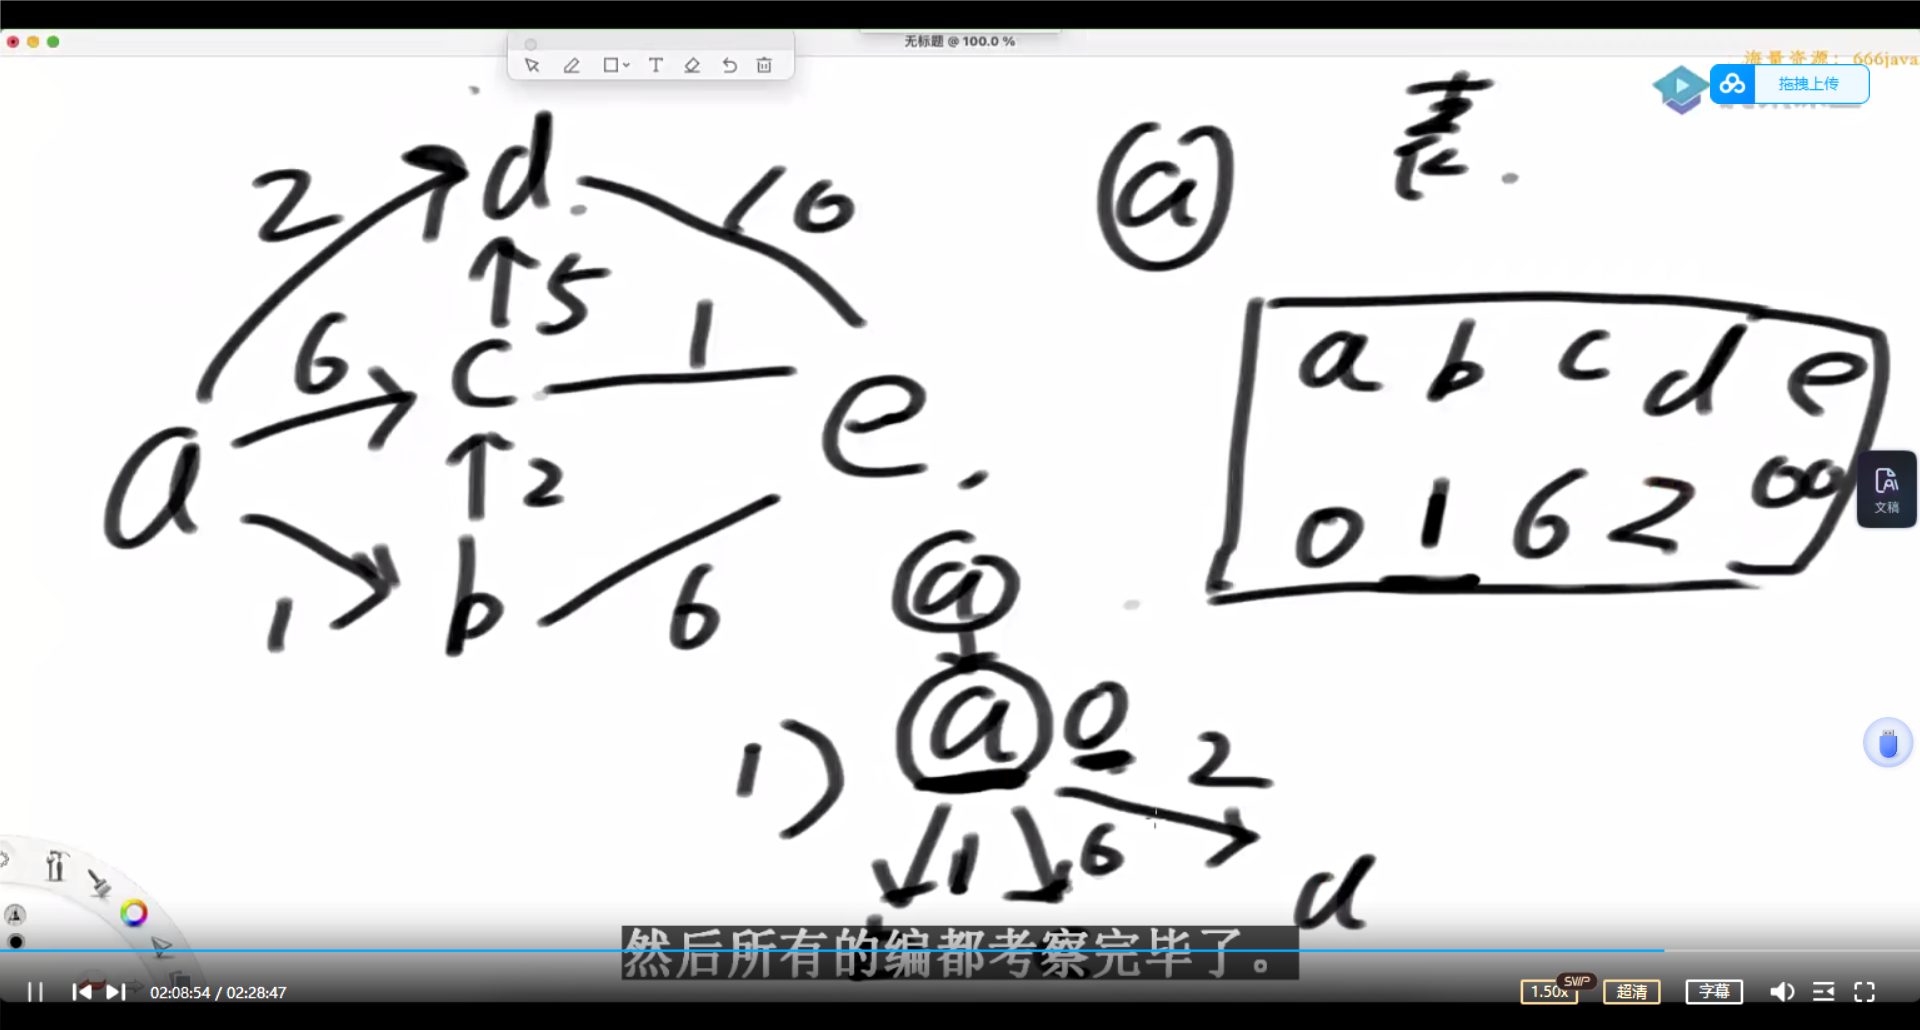 无标题 @ 100.0 %
T
海量资源：666java
拖拽上传
表
a
2
d
10
5
6
c
1
a
e
2
1
b
6
a b c d e
0 1 6 2 ∞
a
1)
a 0
2
1
6
d
AI
文稿
然后所有的编都考察完毕了。
02:08:54 / 02:28:47
1.50x
SVIP
超清
字幕